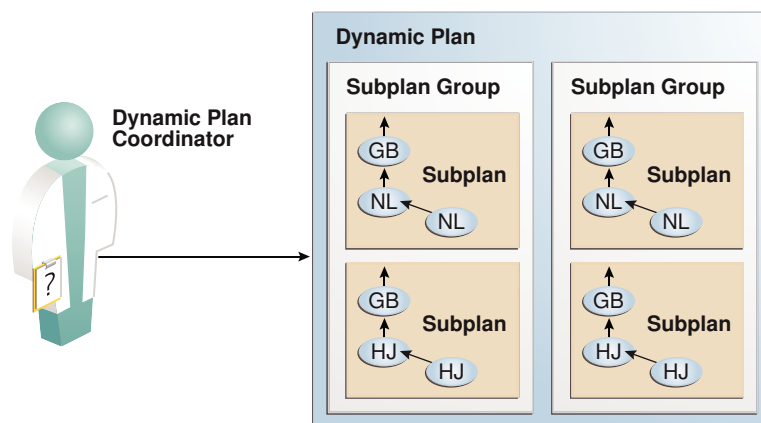 Dynamic Plan
Subplan Group
Subplan Group
Dynamic Plan
Coordinator
GB
Subplan
NL
NL
GB
Subplan
NL
NL
?
GB
Subplan
HJ
HJ
GB
Subplan
HJ
HJ